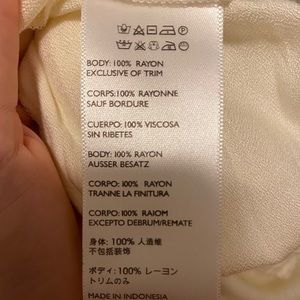 BODY: 100% RAYON
EXCLUSIVE OF TRIM
CORPS: 100% RAYONNE
SAUF BORDURE
CUERPO: 100% VISCOSA
SIN RIBETES
BODY: 100% RAYON
AUSSER BESATZ
CORPO: 100% RAYON
TRANNE LA FINITURA
CORPO: 100% RAIOM
EXCEPTO DEBRUM/REMATE
身体: 100% 人造维
不包括装饰
ボディ: 100% レーヨン
トリムのみ
MADE IN INDONESIA